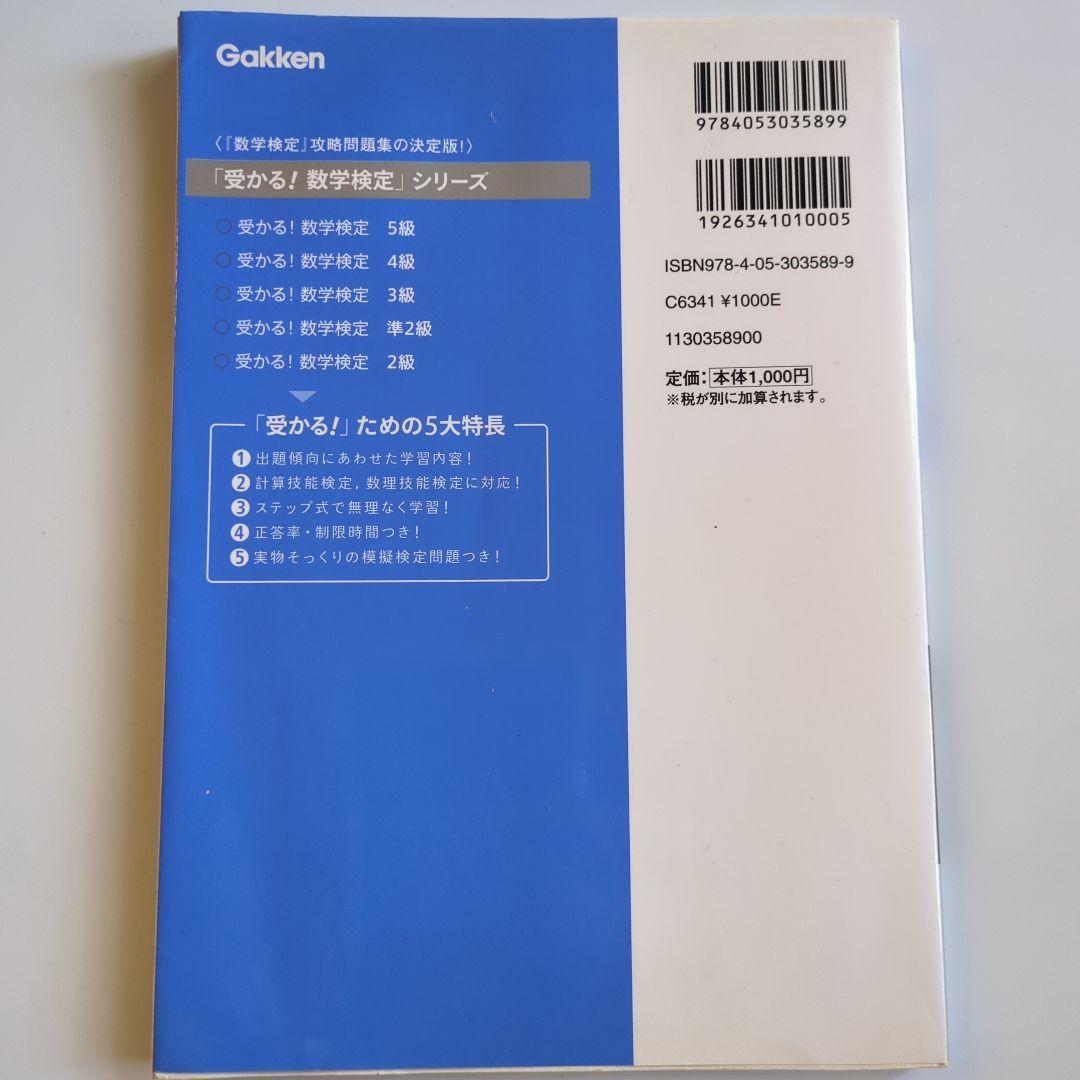 Gakken
〈『数学検定』攻略問題集の決定版!〉
「受かる! 数学検定」シリーズ
○ 受かる! 数学検定 5級
○ 受かる! 数学検定 4級
○ 受かる! 数学検定 3級
○ 受かる! 数学検定 準2級
○ 受かる! 数学検定 2級
「受かる!」ための5大特長
❶ 出題傾向にあわせた学習内容!
❷ 計算技能検定, 数理技能検定に対応!
❸ ステップ式で無理なく学習!
❹ 正答率・制限時間つき!
❺ 実物そっくりの模擬検定問題つき!
9784053035899
1926341010005
ISBN978-4-05-303589-9
C6341 ¥1000E
1130358900
定価: 本体1,000円
※税が別に加算されます。